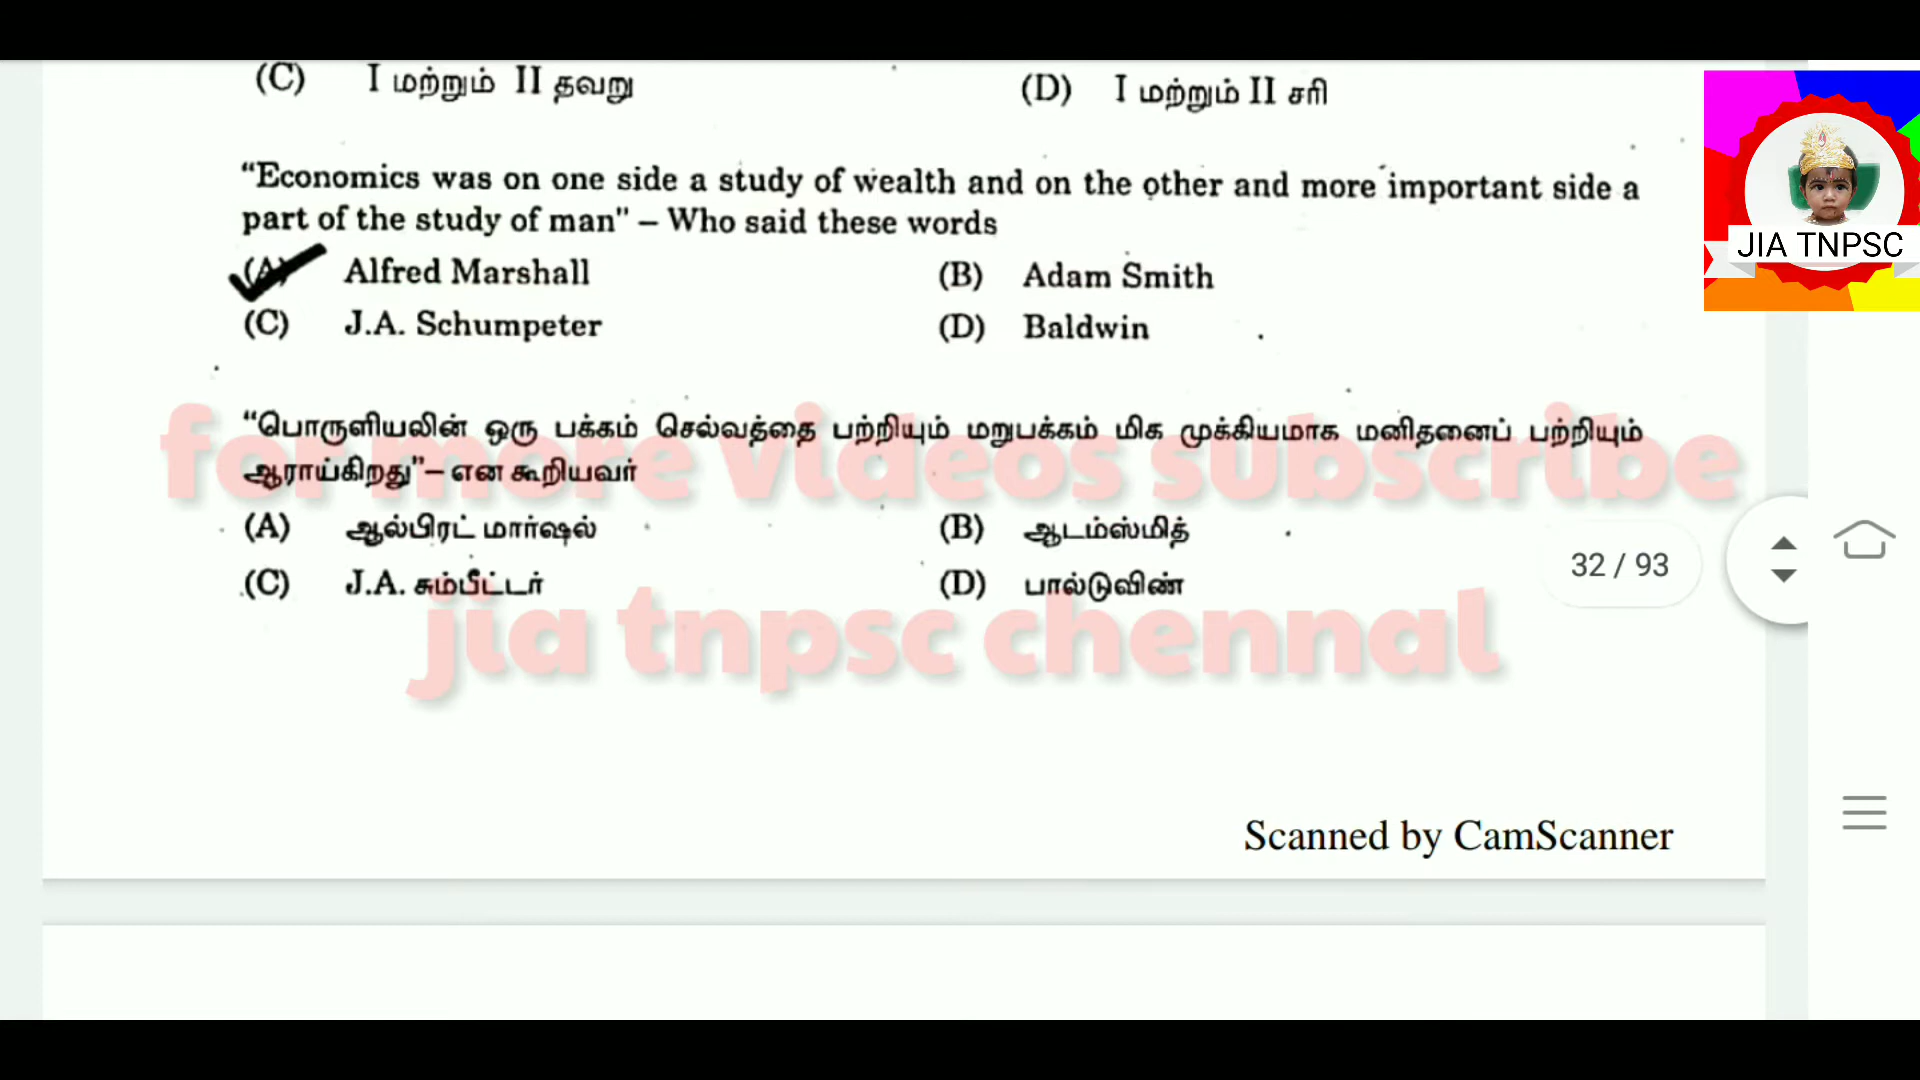 (C) I மற்றும் II தவறு (D) I மற்றும் II சரி
“Economics was on one side a study of wealth and on the other and more important side a
part of the study of man” – Who said these words
(A) Alfred Marshall (B) Adam Smith
(C) J.A. Schumpeter (D) Baldwin
“பொருளியலின் ஒரு பக்கம் செல்வத்தை பற்றியும் மறுபக்கம் மிக முக்கியமாக மனிதனைப் பற்றியும்
ஆராய்கிறது” – என கூறியவர்
(A) ஆல்பிரட் மார்ஷல் (B) ஆடம்ஸ்மித்
(C) J.A. சும்பீட்டர் (D) பால்டுவிண்
for more videos subscribe
jia tnpsc chennal
JIA TNPSC
32 / 93
Scanned by CamScanner